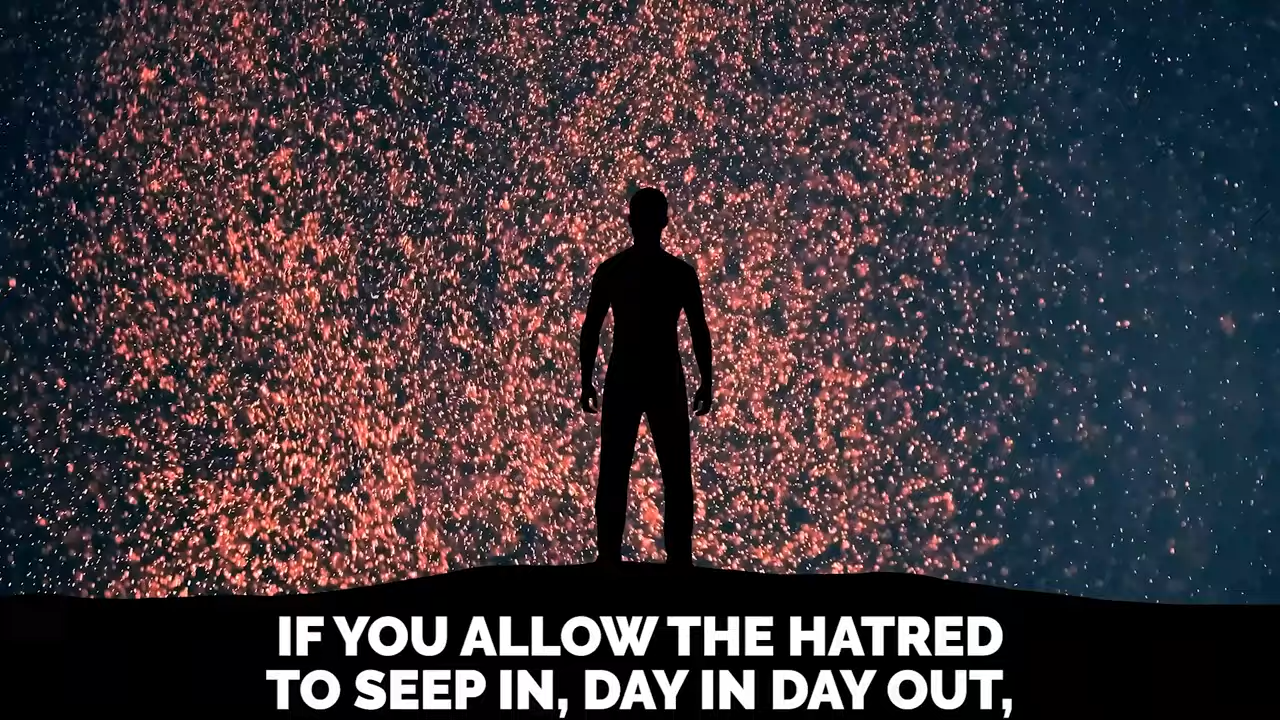 IF YOU ALLOW THE HATRED
TO SEEP IN, DAY IN DAY OUT,